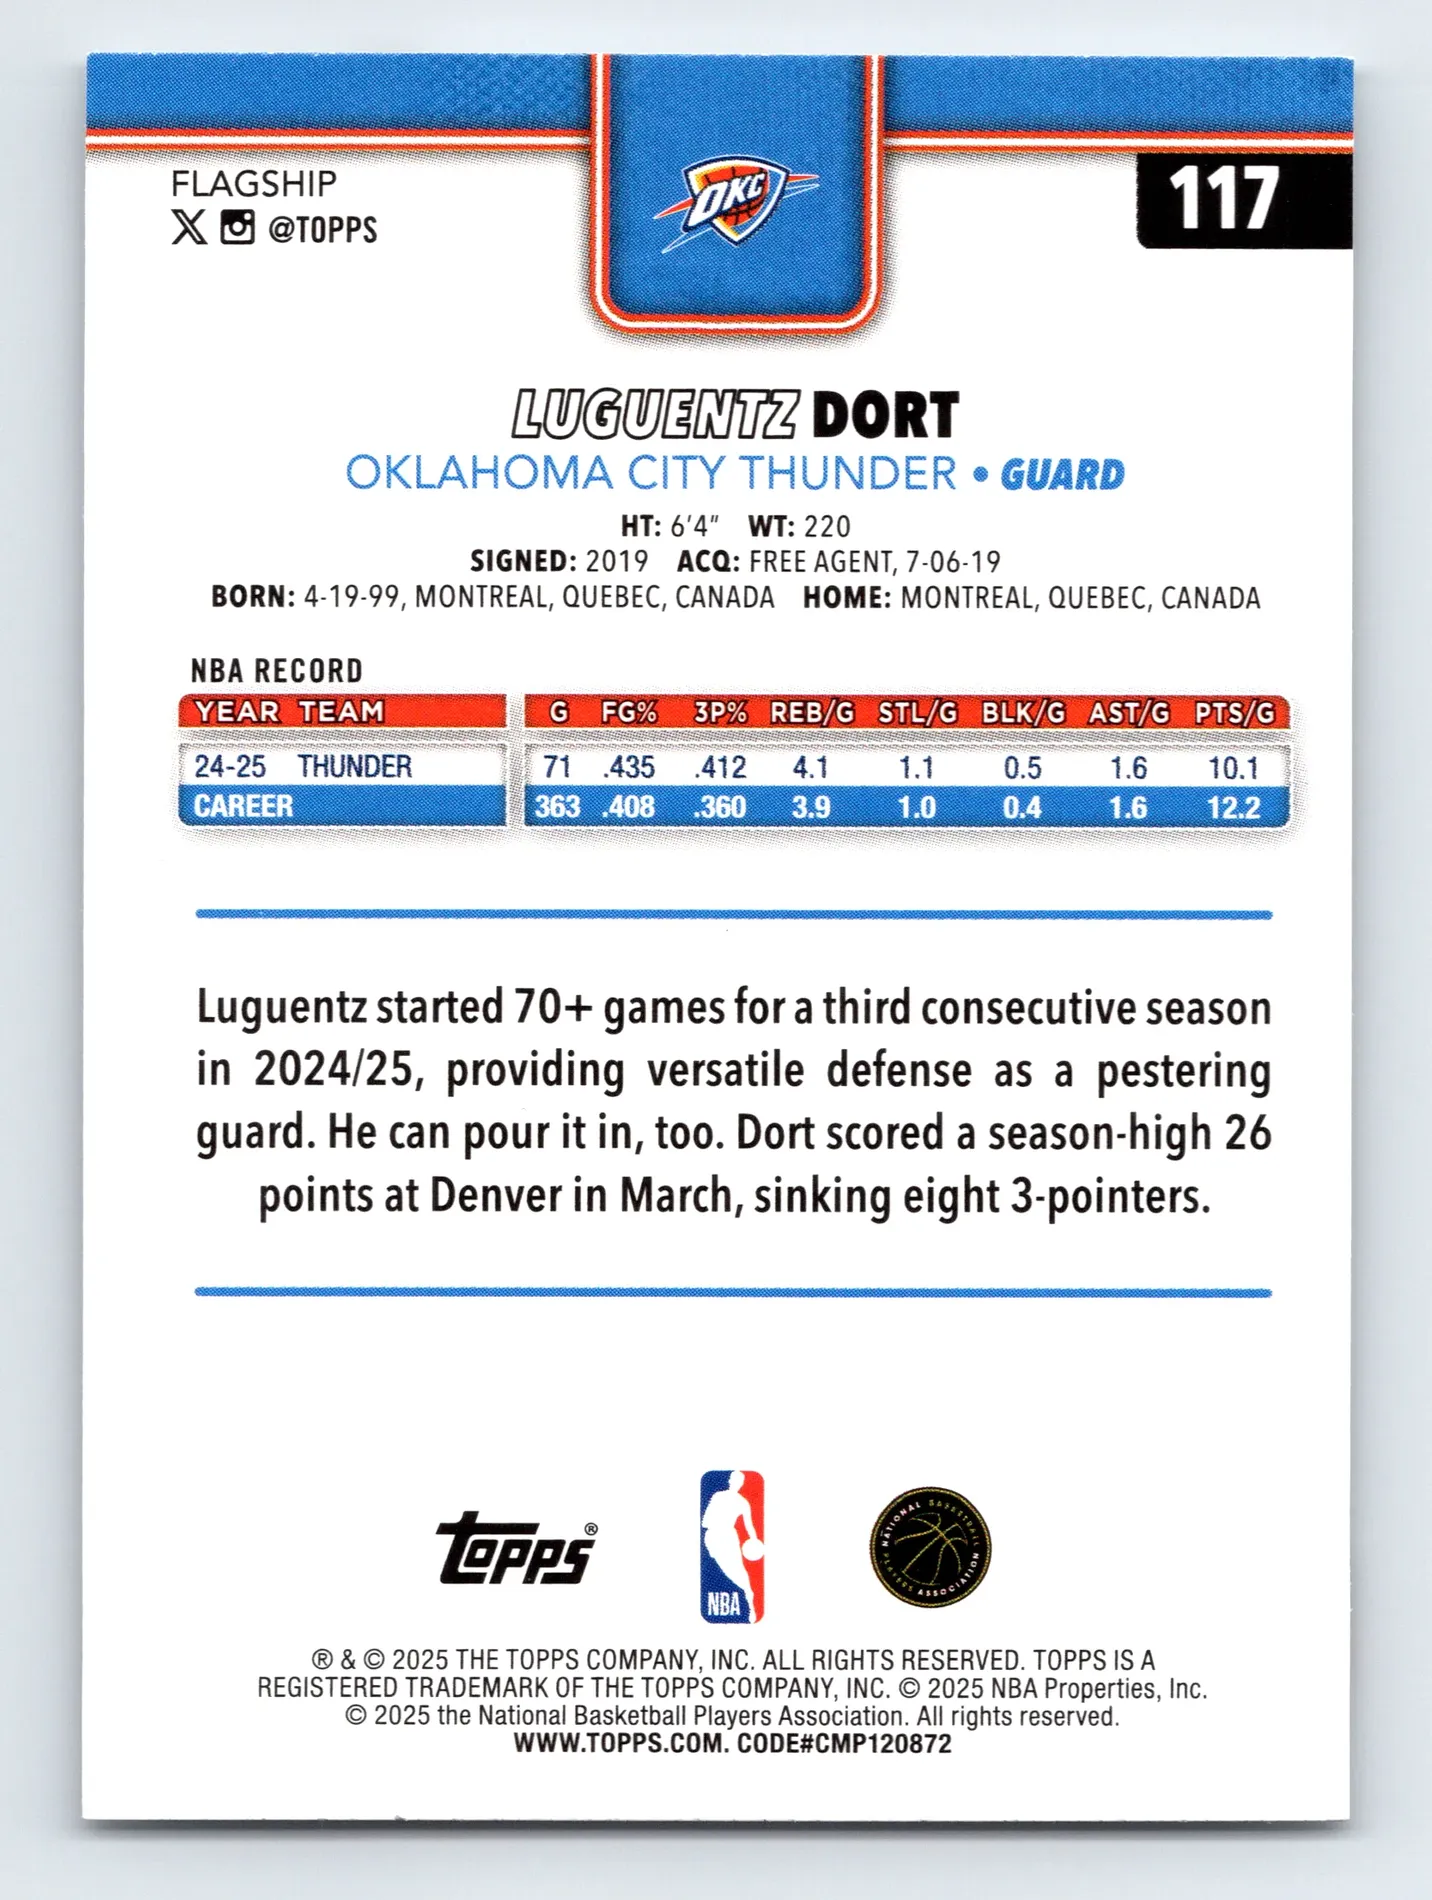 OKC
FLAGSHIP
117
@TOPPS
LUGUENTZ DORT
OKLAHOMA CITY THUNDER • GUARD
HT: 6'4" WT: 220
SIGNED: 2019 ACQ: FREE AGENT, 7-06-19
BORN: 4-19-99, MONTREAL, QUEBEC, CANADA HOME: MONTREAL, QUEBEC, CANADA
NBA RECORD
YEAR TEAM G FG% 3P% REB/G STL/G BLK/G AST/G PTS/G
24-25 THUNDER 71 .435 .412 4.1 1.1 0.5 1.6 10.1
CAREER 363 .408 .360 3.9 1.0 0.4 1.6 12.2
Luguentz started 70+ games for a third consecutive season
in 2024/25, providing versatile defense as a pestering
guard. He can pour it in, too. Dort scored a season-high 26
points at Denver in March, sinking eight 3-pointers.
topps®
NBA
NATIONAL BASKETBALL PLAYERS ASSOCIATION
® & © 2025 THE TOPPS COMPANY, INC. ALL RIGHTS RESERVED. TOPPS IS A
REGISTERED TRADEMARK OF THE TOPPS COMPANY, INC. © 2025 NBA Properties, Inc.
© 2025 the National Basketball Players Association. All rights reserved.
WWW.TOPPS.COM. CODE#CMP120872